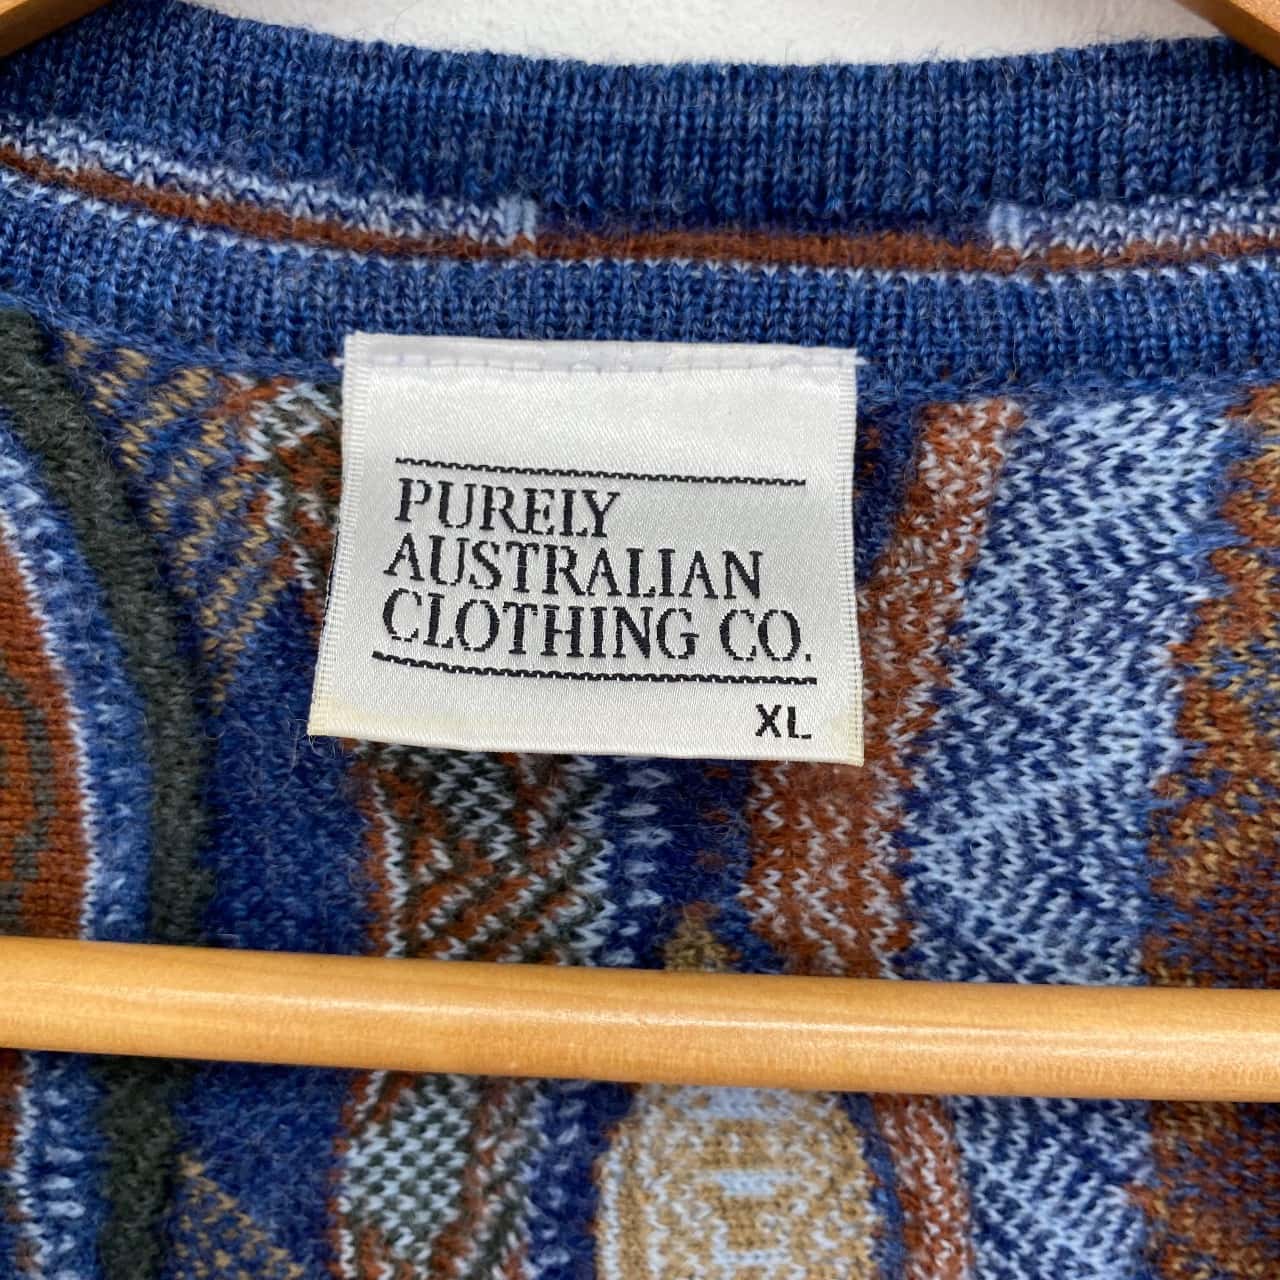 PURELY
AUSTRALIAN
CLOTHING CO.
XL